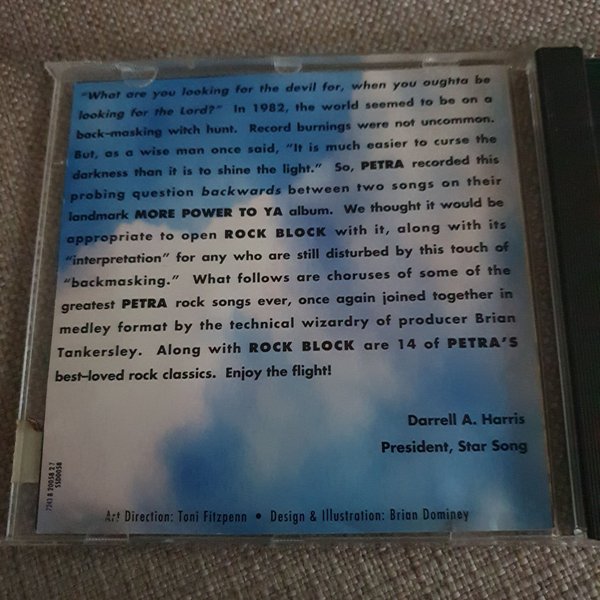 "What are you looking for the devil for, when you oughta be
looking for the Lord?" In 1982, the world seemed to be on a
back-masking witch hunt. Record burnings were not uncommon.
But, as a wise man once said, "It is much easier to curse the
darkness than it is to shine the light." So, PETRA recorded this
probing question backwards between two songs on their
landmark MORE POWER TO YA album. We thought it would be
appropriate to open ROCK BLOCK with it, along with its
"interpretation" for any who are still disturbed by this touch of
"backmasking." What follows are choruses of some of the
greatest PETRA rock songs ever, once again joined together in
medley format by the technical wizardry of producer Brian
Tankersley. Along with ROCK BLOCK are 14 of PETRA'S
best-loved rock classics. Enjoy the flight!
Darrell A. Harris
President, Star Song
7243 8 20058 2 7
SSD0058
Art Direction: Toni Fitzpenn • Design & Illustration: Brian Dominey